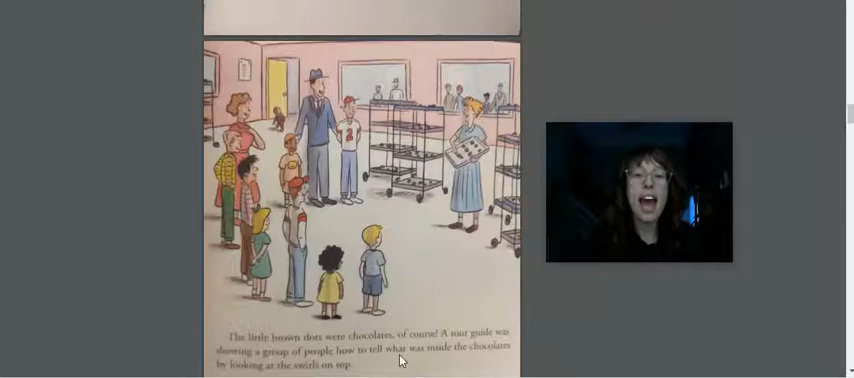 2
The little brown dots were chocolates, of course! A tour guide was
showing a group of people how to tell what was inside the chocolates
by looking at the swirls on top.